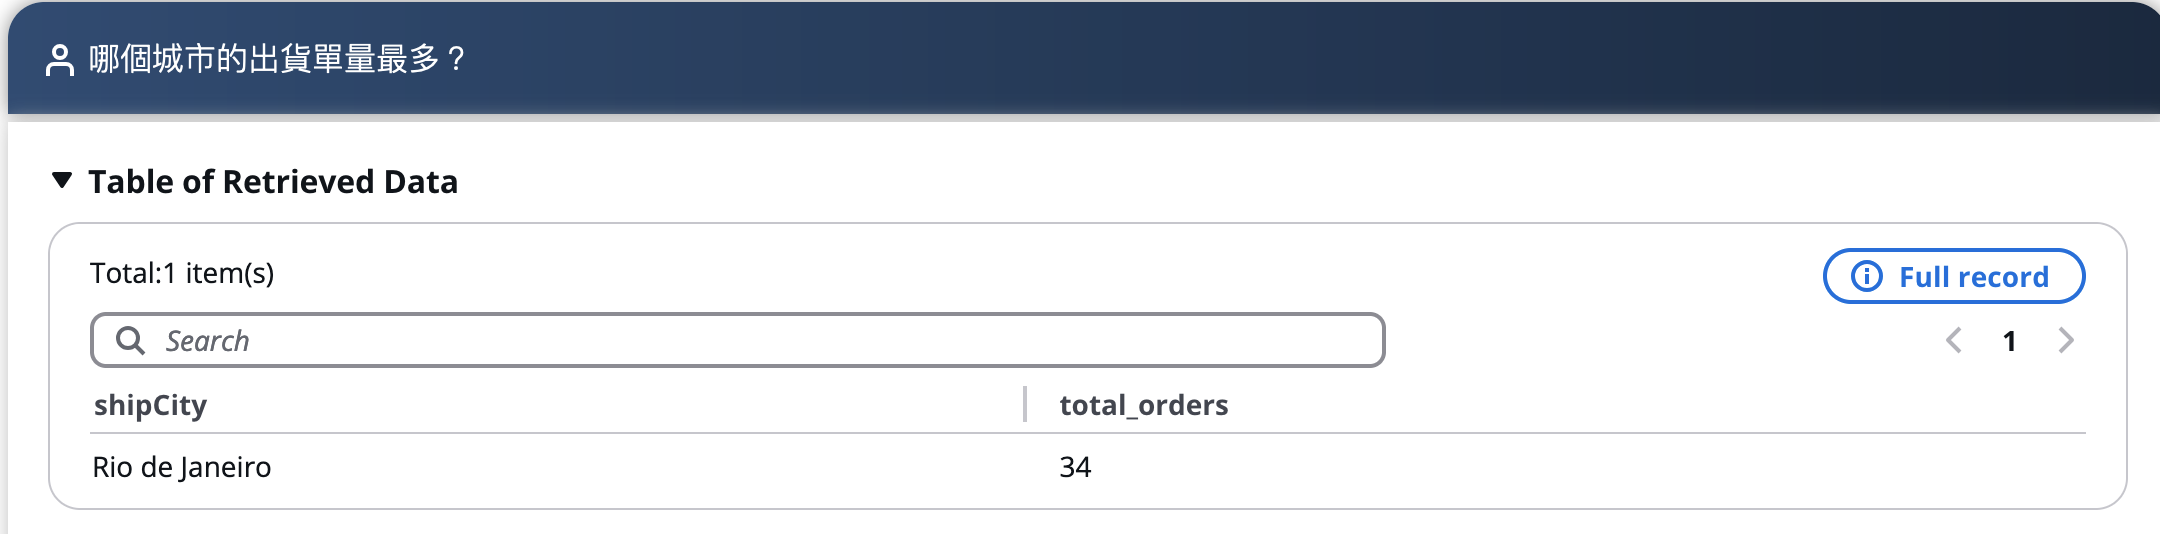 哪個城市的出貨單量最多？
Table of Retrieved Data
Total:1 item(s)
Full record
Search
1
shipCity total_orders
Rio de Janeiro 34